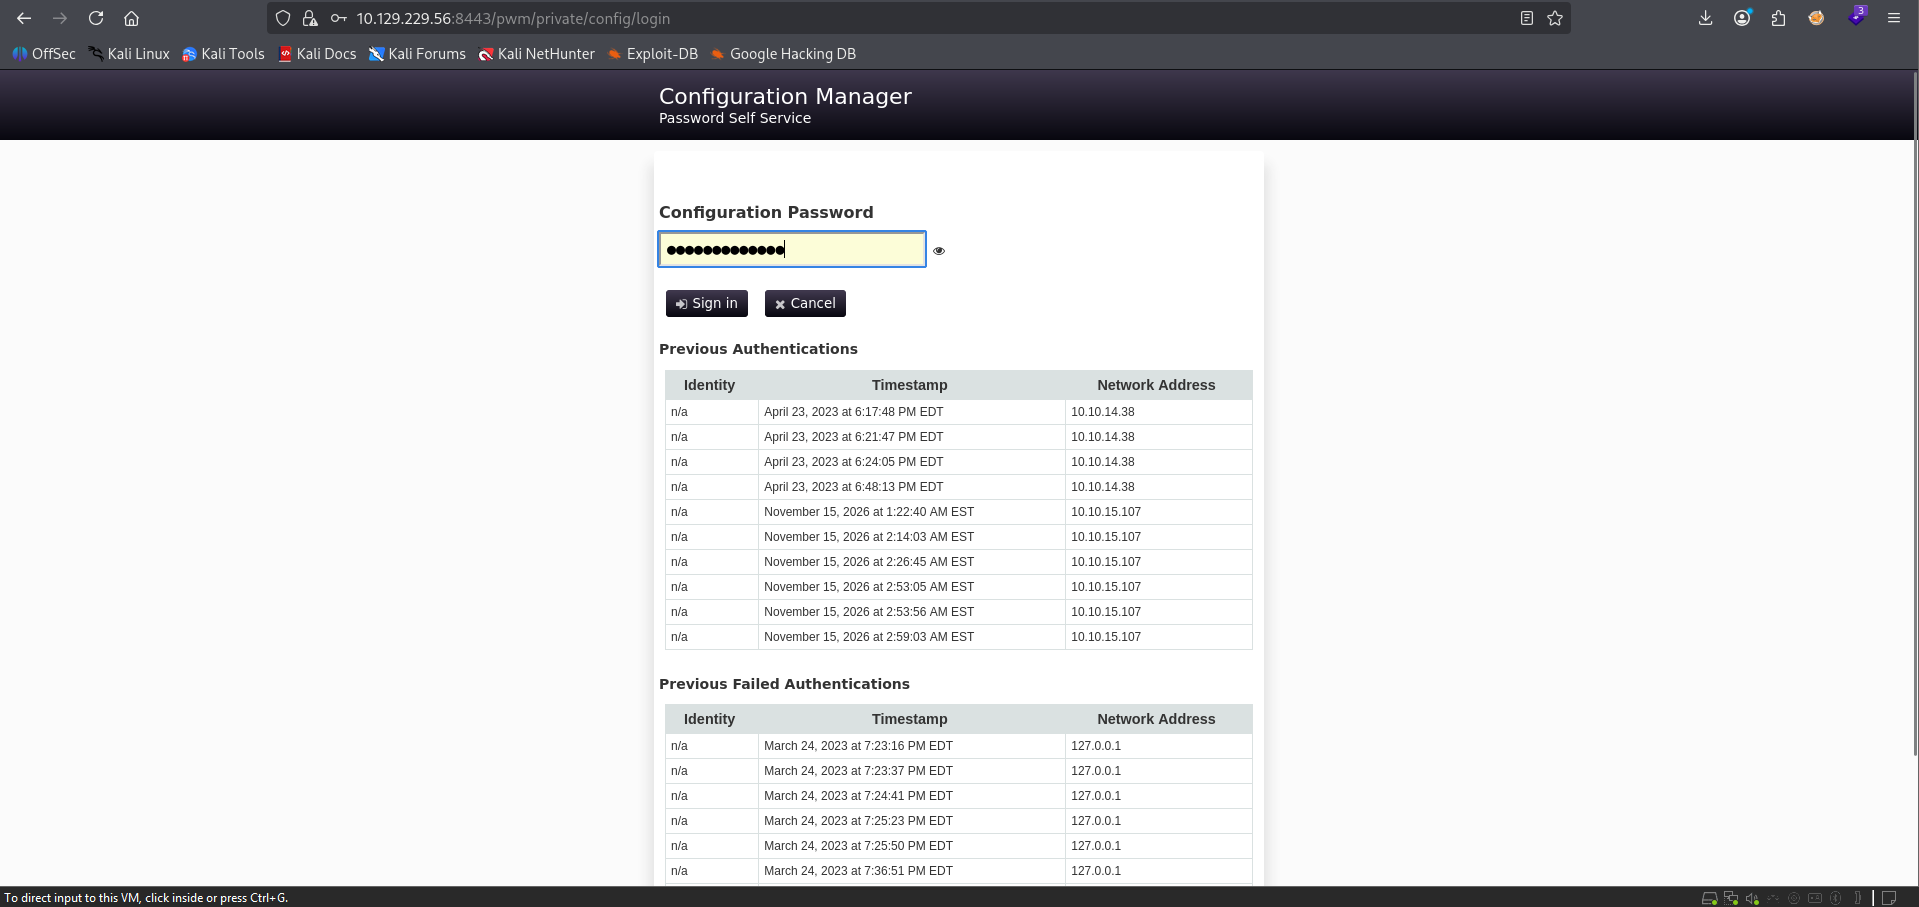 10.129.229.56:8443/pwm/private/config/login
3
OffSec Kali Linux Kali Tools Kali Docs Kali Forums Kali NetHunter Exploit-DB Google Hacking DB
Configuration Manager
Password Self Service
Configuration Password
●●●●●●●●●●●●●
Sign in Cancel
Previous Authentications
Identity Timestamp Network Address
n/a April 23, 2023 at 6:17:48 PM EDT 10.10.14.38
n/a April 23, 2023 at 6:21:47 PM EDT 10.10.14.38
n/a April 23, 2023 at 6:24:05 PM EDT 10.10.14.38
n/a April 23, 2023 at 6:48:13 PM EDT 10.10.14.38
n/a November 15, 2026 at 1:22:40 AM EST 10.10.15.107
n/a November 15, 2026 at 2:14:03 AM EST 10.10.15.107
n/a November 15, 2026 at 2:26:45 AM EST 10.10.15.107
n/a November 15, 2026 at 2:53:05 AM EST 10.10.15.107
n/a November 15, 2026 at 2:53:56 AM EST 10.10.15.107
n/a November 15, 2026 at 2:59:03 AM EST 10.10.15.107
Previous Failed Authentications
Identity Timestamp Network Address
n/a March 24, 2023 at 7:23:16 PM EDT 127.0.0.1
n/a March 24, 2023 at 7:23:37 PM EDT 127.0.0.1
n/a March 24, 2023 at 7:24:41 PM EDT 127.0.0.1
n/a March 24, 2023 at 7:25:23 PM EDT 127.0.0.1
n/a March 24, 2023 at 7:25:50 PM EDT 127.0.0.1
n/a March 24, 2023 at 7:36:51 PM EDT 127.0.0.1
To direct input to this VM, click inside or press Ctrl+G.